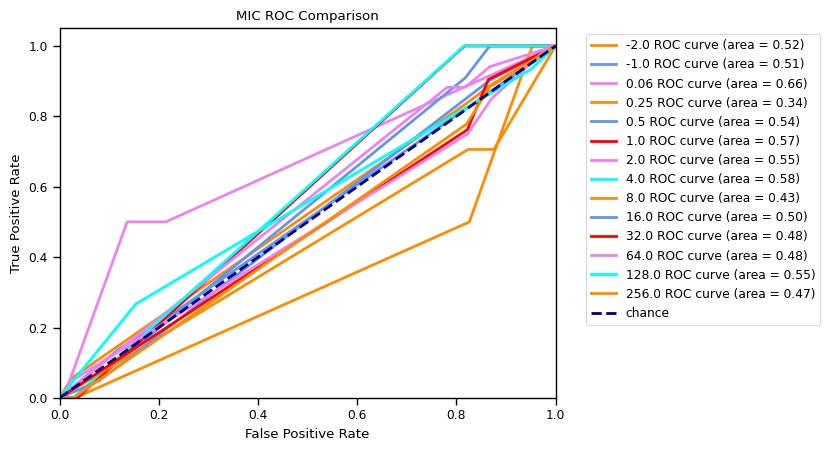 MIC ROC Comparison
True Positive Rate
1.0
0.8
0.6
0.4
0.2
0.0
0.0 0.2 0.4 0.6 0.8 1.0
False Positive Rate
-2.0 ROC curve (area = 0.52)
-1.0 ROC curve (area = 0.51)
0.06 ROC curve (area = 0.66)
0.25 ROC curve (area = 0.34)
0.5 ROC curve (area = 0.54)
1.0 ROC curve (area = 0.57)
2.0 ROC curve (area = 0.55)
4.0 ROC curve (area = 0.58)
8.0 ROC curve (area = 0.43)
16.0 ROC curve (area = 0.50)
32.0 ROC curve (area = 0.48)
64.0 ROC curve (area = 0.48)
128.0 ROC curve (area = 0.55)
256.0 ROC curve (area = 0.47)
chance